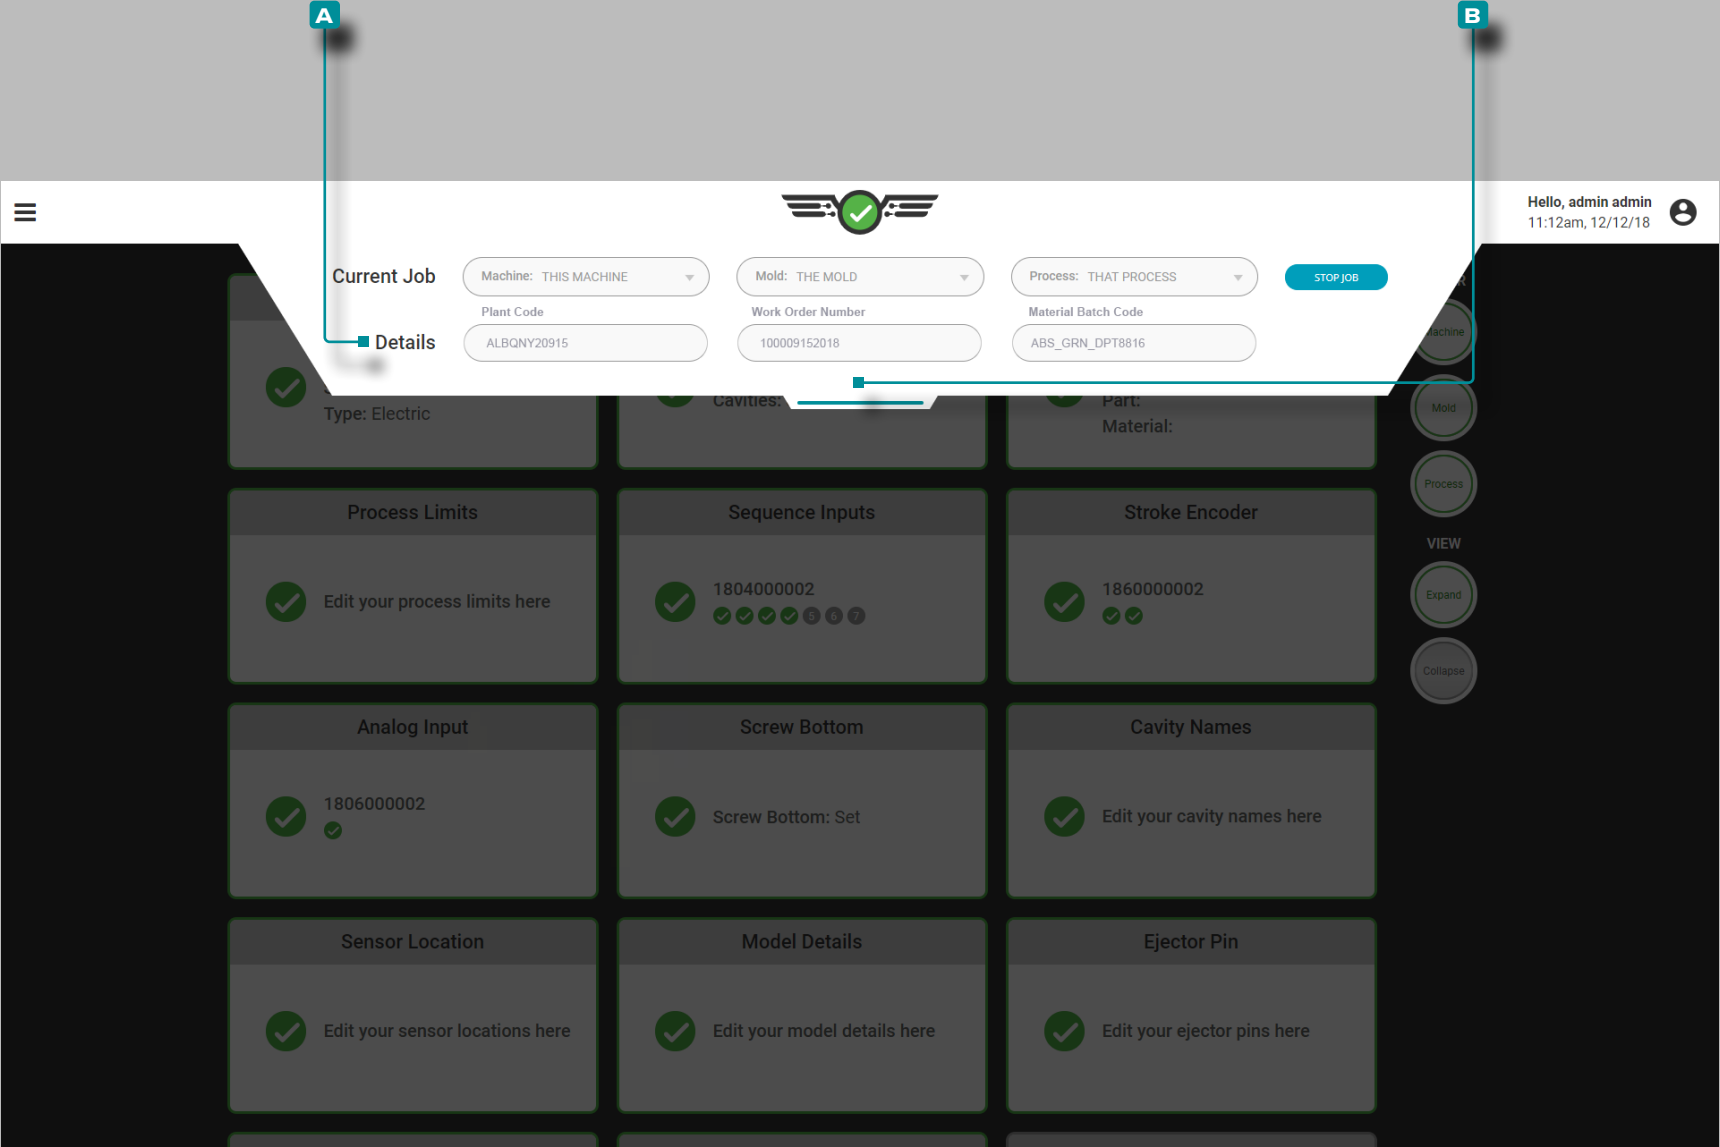 A
B
Hello, admin admin
11:12am, 12/12/18
Current Job
Machine: THIS MACHINE
Mold: THE MOLD
Process: THAT PROCESS
STOP JOB
Plant Code
Work Order Number
Material Batch Code
Details
ALBQNY20915
100009152018
ABS_GRN_DPT8816
Machine
Type: Electric
Cavities:
Part:
Material:
Mold
Process
VIEW
Expand
Collapse
Process Limits
Edit your process limits here
Sequence Inputs
1804000002
5 6 7
Stroke Encoder
1860000002
Analog Input
1806000002
Screw Bottom
Screw Bottom: Set
Cavity Names
Edit your cavity names here
Sensor Location
Edit your sensor locations here
Model Details
Edit your model details here
Ejector Pin
Edit your ejector pins here